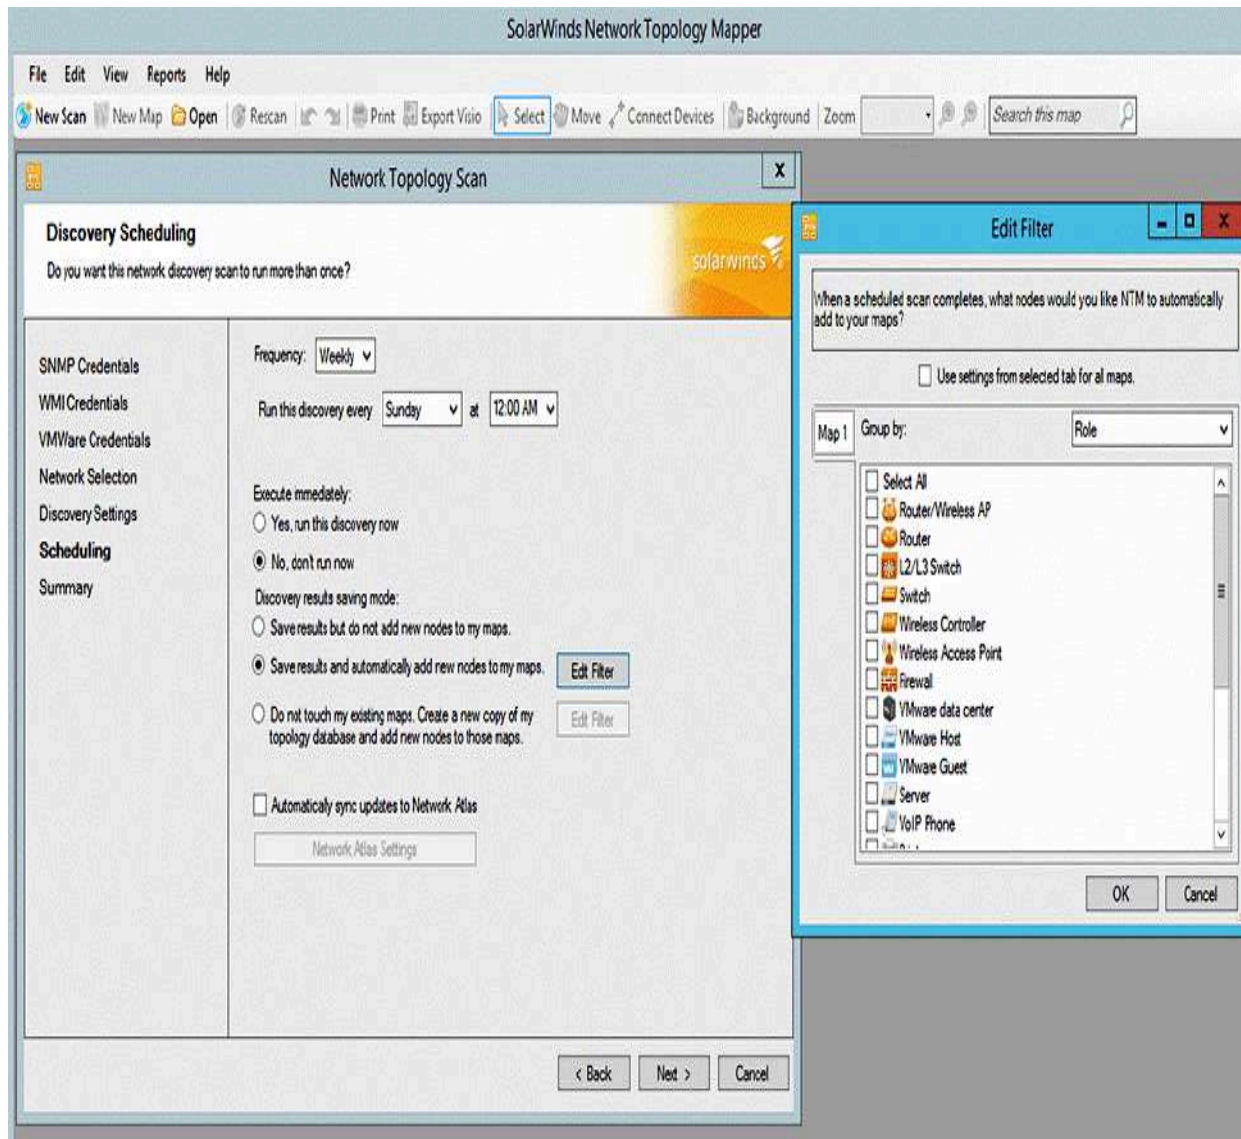 SolarWinds Network Topology Mapper
File Edit View Reports Help
New Scan New Map Open Rescan Print Export Visio Select Move Connect Devices Background Zoom Search this map
Network Topology Scan X
Discovery Scheduling
Do you want this network discovery scan to run more than once?
solarwinds
SNMP Credentials
WMI Credentials
VMWare Credentials
Network Selection
Discovery Settings
Scheduling
Summary
Frequency: Weekly
Run this discovery every Sunday at 12:00 AM
Execute immediately:
Yes, run this discovery now
No, don't run now
Discovery results saving mode:
Save results but do not add new nodes to my maps.
Save results and automatically add new nodes to my maps. Edit Filter
Do not touch my existing maps. Create a new copy of my Edit Filter
topology database and add new nodes to those maps.
Automatically sync updates to Network Atlas
Network Atlas Settings
< Back Next > Cancel
Edit Filter X
When a scheduled scan completes, what nodes would you like NTM to automatically
add to your maps?
Use settings from selected tab for all maps.
Map 1 Group by: Role
Select All
Router/Wireless AP
Router
L2/L3 Switch
Switch
Wireless Controller
Wireless Access Point
Firewall
VMware data center
VMware Host
VMware Guest
Server
VoIP Phone
OK Cancel